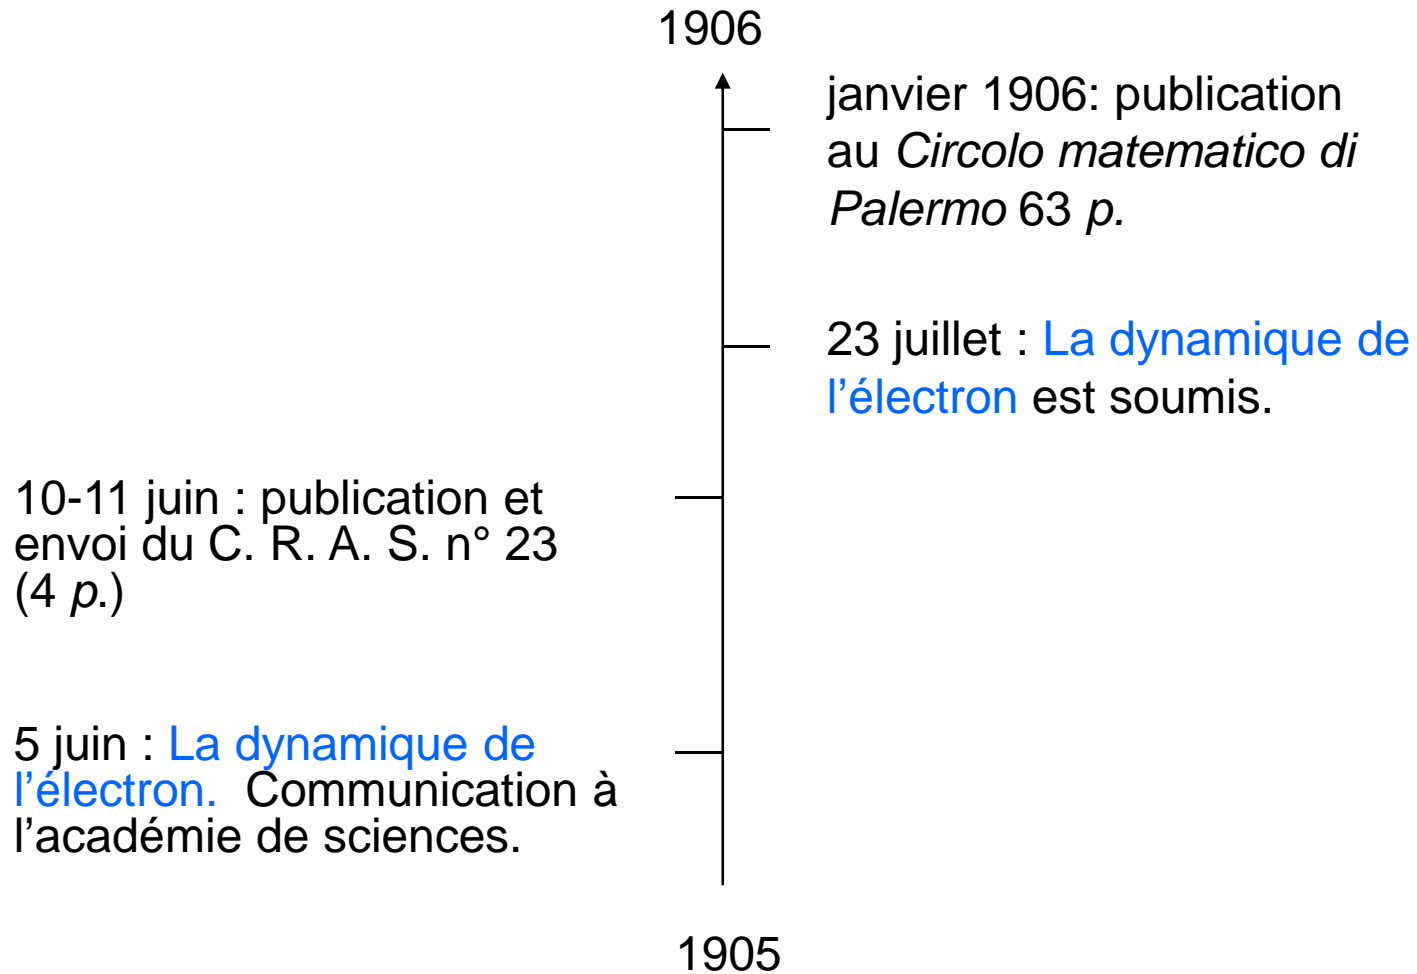 1906
janvier 1906: publication
au Circolo matematico di
Palermo 63 p.
23 juillet : La dynamique de
l’électron est soumis.
10-11 juin : publication et
envoi du C. R. A. S. n° 23
(4 p.)
5 juin : La dynamique de
l’électron. Communication à
l’académie de sciences.
1905